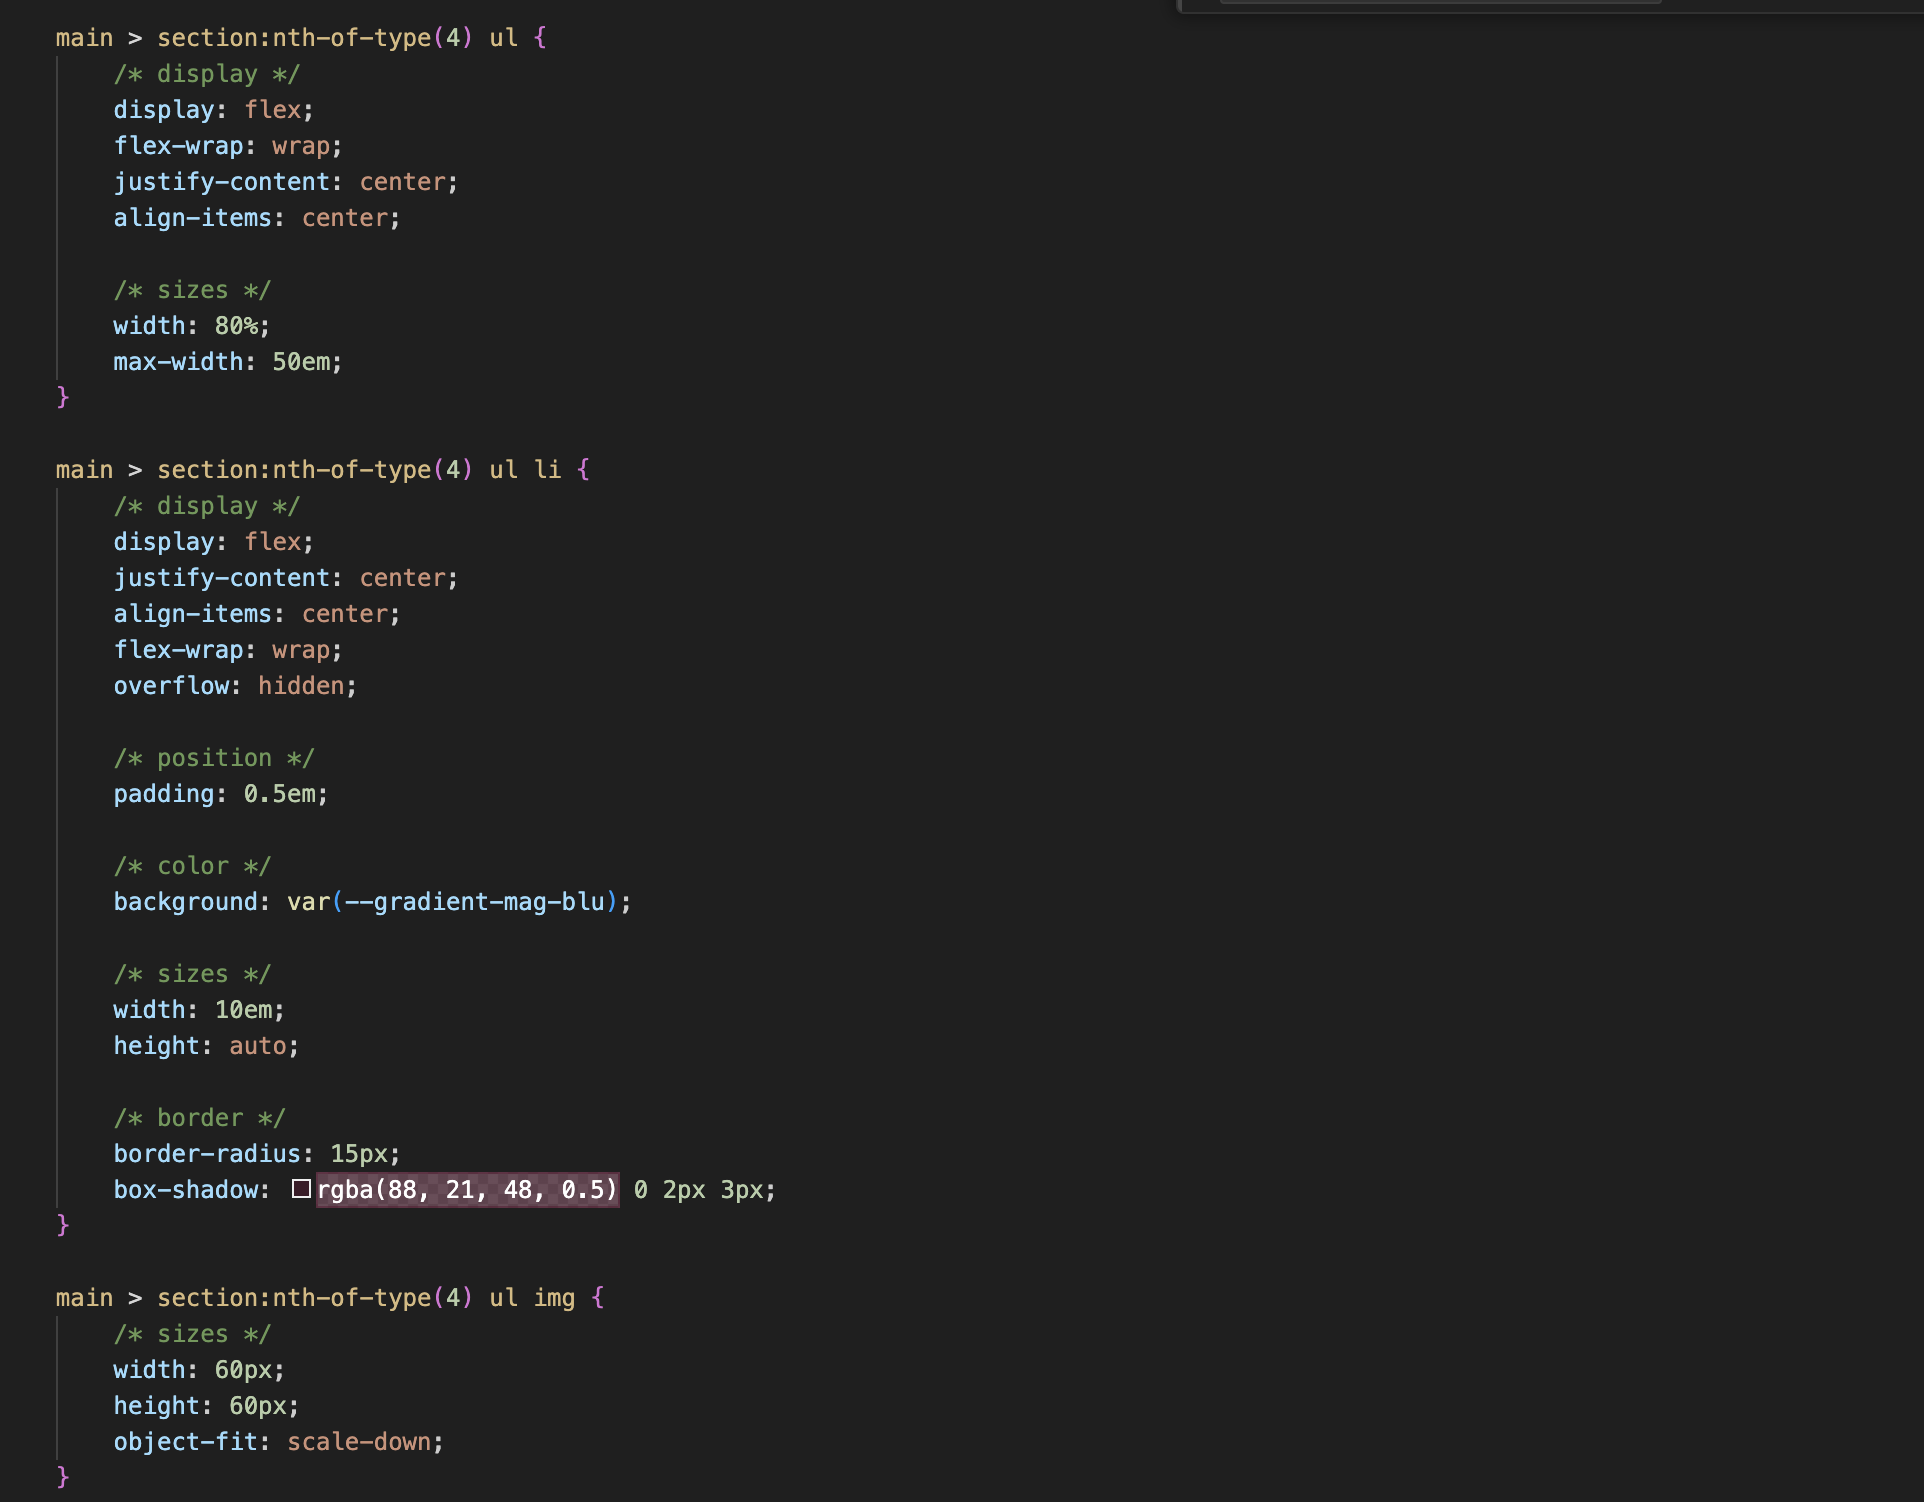 main > section:nth-of-type(4) ul {
/* display */
display: flex;
flex-wrap: wrap;
justify-content: center;
align-items: center;
/* sizes */
width: 80%;
max-width: 50em;
}
main > section:nth-of-type(4) ul li {
/* display */
display: flex;
justify-content: center;
align-items: center;
flex-wrap: wrap;
overflow: hidden;
/* position */
padding: 0.5em;
/* color */
background: var(--gradient-mag-blu);
/* sizes */
width: 10em;
height: auto;
/* border */
border-radius: 15px;
box-shadow: rgba(88, 21, 48, 0.5) 0 2px 3px;
}
main > section:nth-of-type(4) ul img {
/* sizes */
width: 60px;
height: 60px;
object-fit: scale-down;
}